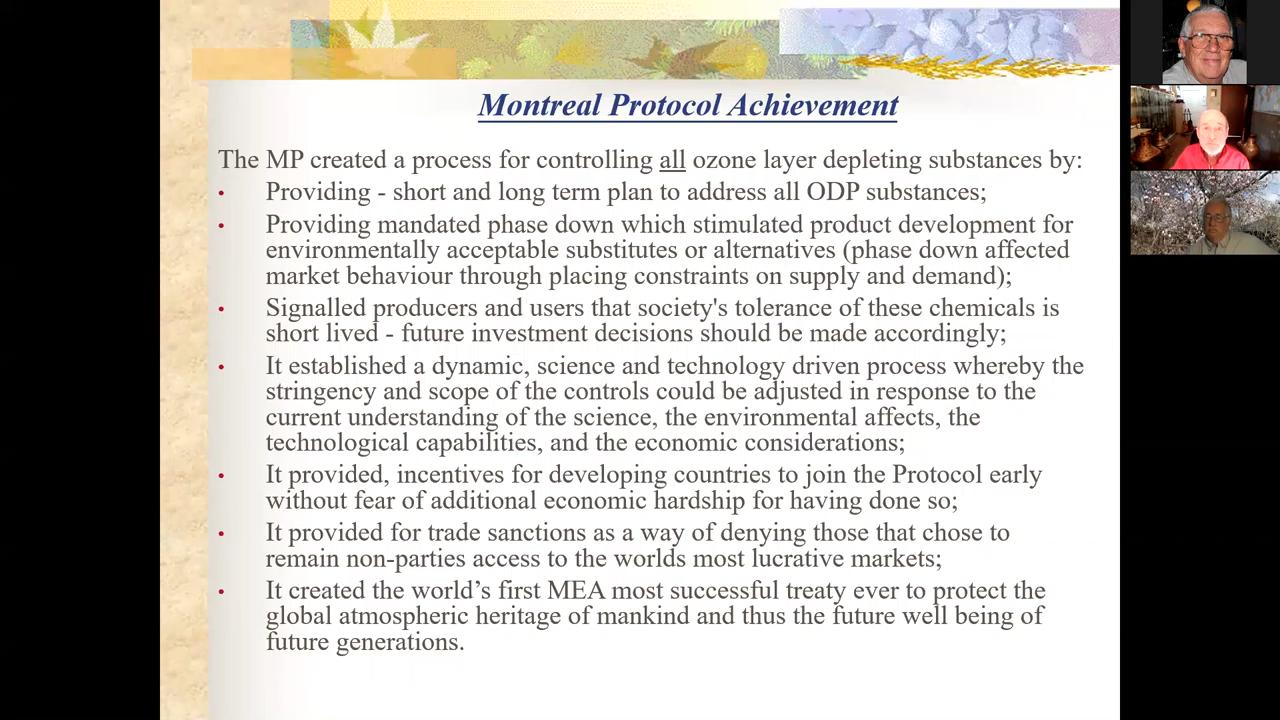 Montreal Protocol Achievement
The MP created a process for controlling all ozone layer depleting substances by:
• Providing - short and long term plan to address all ODP substances;
• Providing mandated phase down which stimulated product development for
environmentally acceptable substitutes or alternatives (phase down affected
market behaviour through placing constraints on supply and demand);
• Signalled producers and users that society's tolerance of these chemicals is
short lived - future investment decisions should be made accordingly;
• It established a dynamic, science and technology driven process whereby the
stringency and scope of the controls could be adjusted in response to the
current understanding of the science, the environmental affects, the
technological capabilities, and the economic considerations;
• It provided, incentives for developing countries to join the Protocol early
without fear of additional economic hardship for having done so;
• It provided for trade sanctions as a way of denying those that chose to
remain non-parties access to the worlds most lucrative markets;
• It created the world’s first MEA most successful treaty ever to protect the
global atmospheric heritage of mankind and thus the future well being of
future generations.